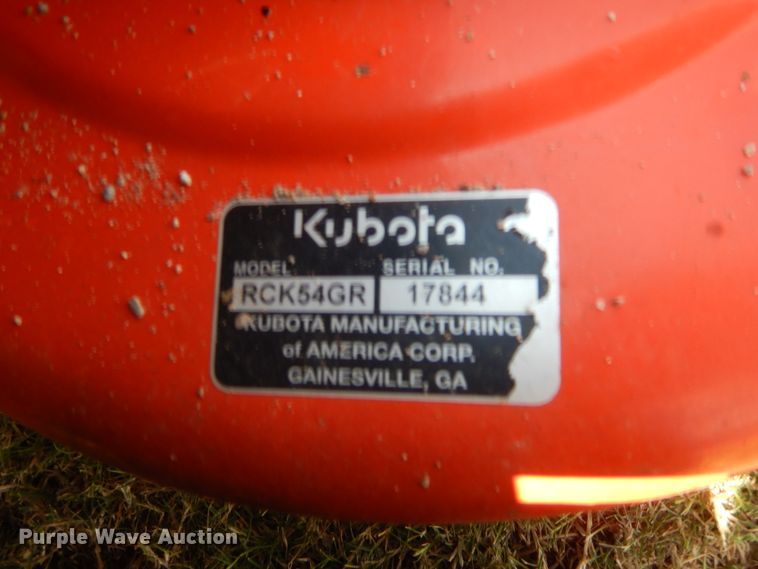 Kubota
MODEL SERIAL NO.
RCK54GR 17844
KUBOTA MANUFACTURING
of AMERICA CORP.
GAINESVILLE, GA
Purple Wave Auction